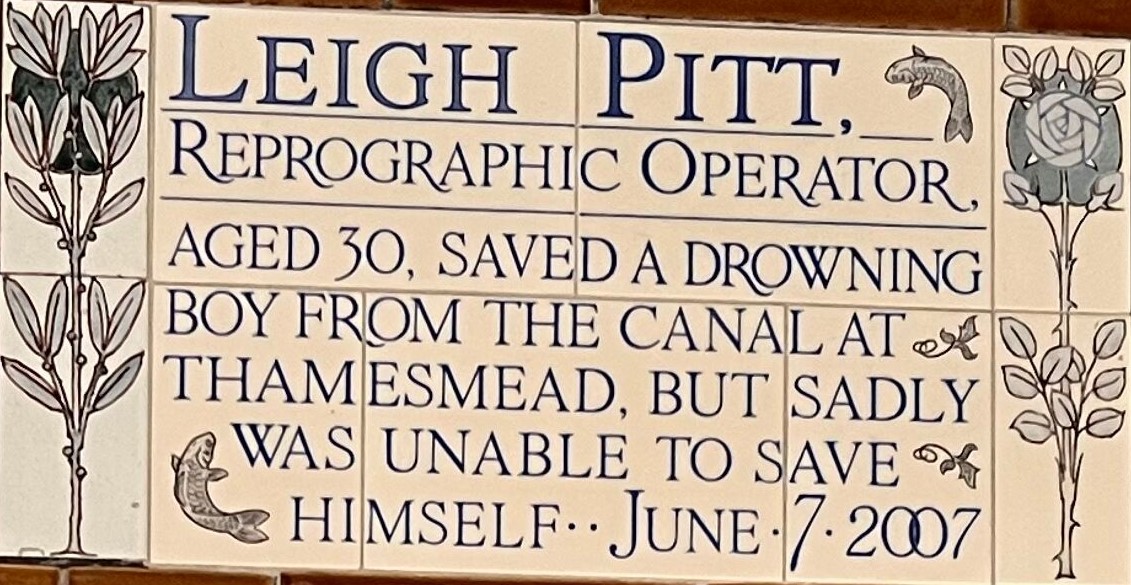 LEIGH PITT,
REPROGRAPHIC OPERATOR,
AGED 30, SAVED A DROWNING
BOY FROM THE CANAL AT
THAMESMEAD, BUT SADLY
WAS UNABLE TO SAVE
HIMSELF·· JUNE·7·2007